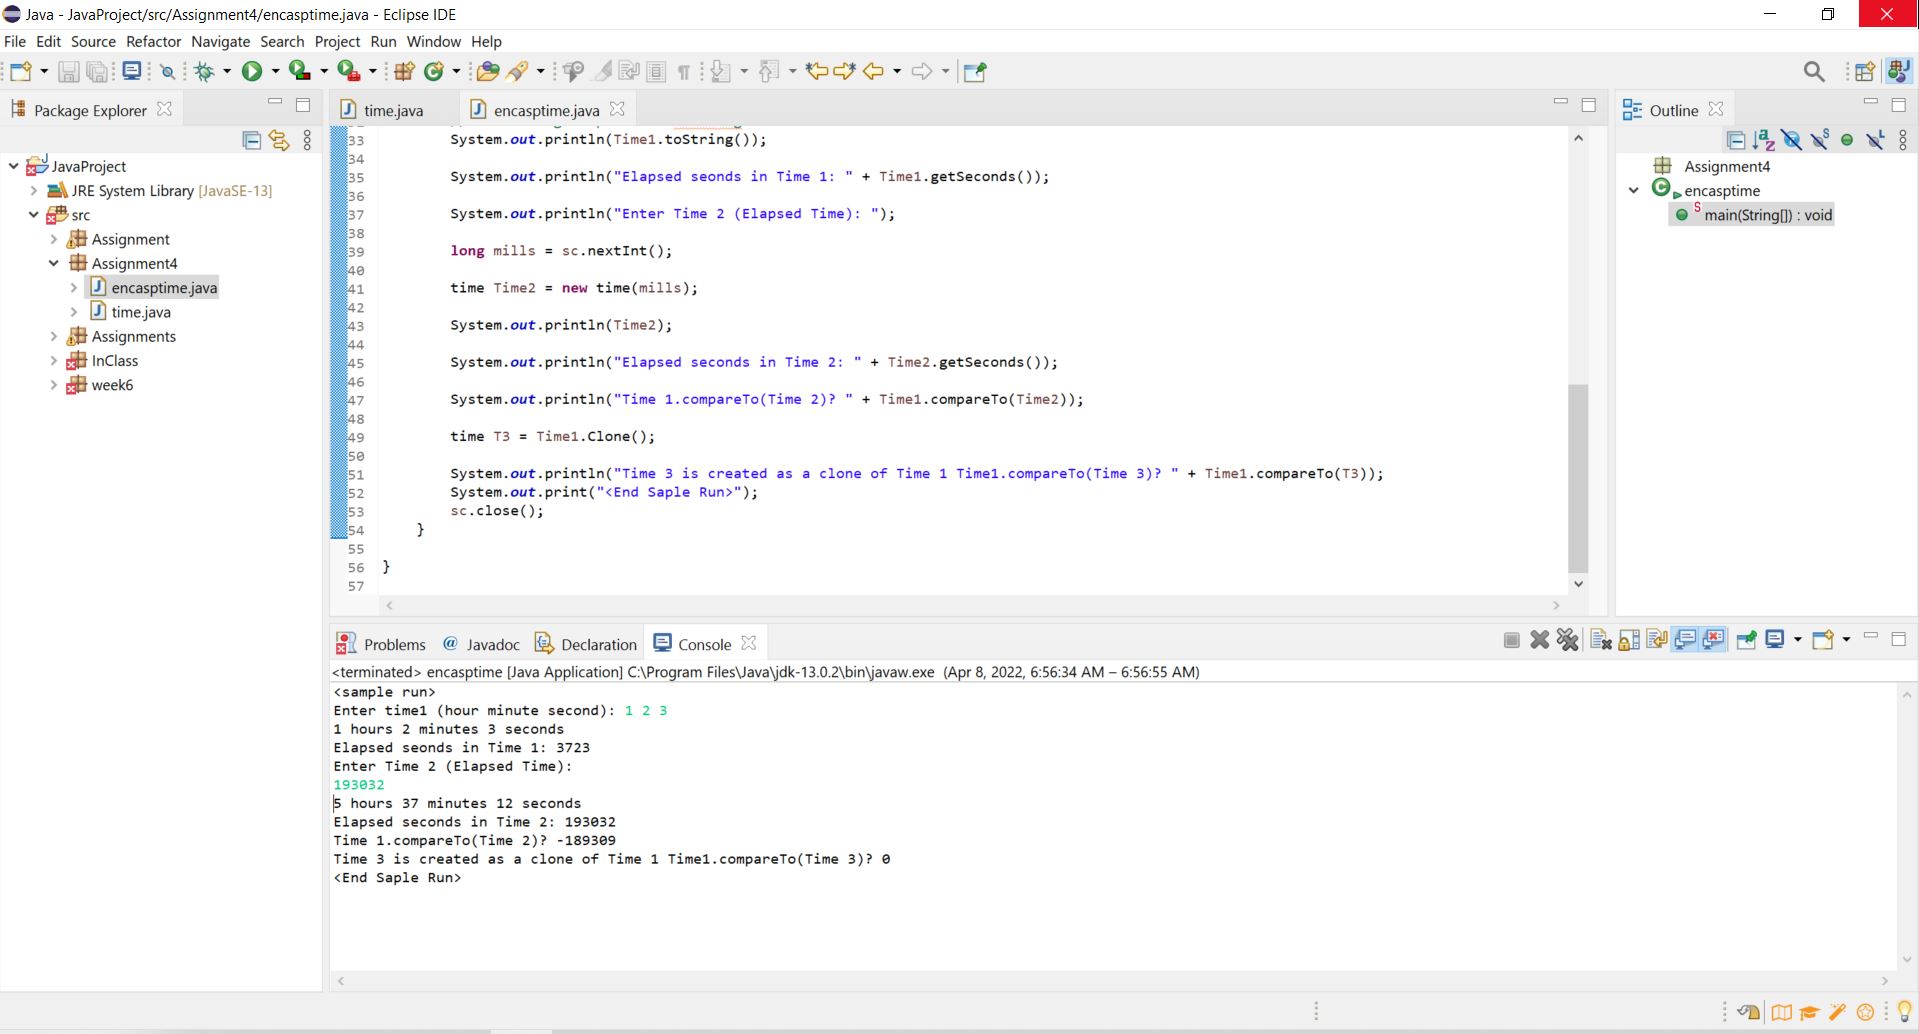 Java - JavaProject/src/Assignment4/encasptime.java - Eclipse IDE
File Edit Source Refactor Navigate Search Project Run Window Help
Package Explorer
JavaProject
JRE System Library [JavaSE-13]
src
Assignment
Assignment4
encasptime.java
time.java
Assignments
InClass
week6
time.java
encasptime.java
33 System.out.println(Time1.toString());
34
35 System.out.println("Elapsed seonds in Time 1: " + Time1.getSeconds());
36
37 System.out.println("Enter Time 2 (Elapsed Time): ");
38
39 long mills = sc.nextInt();
40
41 time Time2 = new time(mills);
42
43 System.out.println(Time2);
44
45 System.out.println("Elapsed seconds in Time 2: " + Time2.getSeconds());
46
47 System.out.println("Time 1.compareTo(Time 2)? " + Time1.compareTo(Time2));
48
49 time T3 = Time1.Clone();
50
51 System.out.println("Time 3 is created as a clone of Time 1 Time1.compareTo(Time 3)? " + Time1.compareTo(T3));
52 System.out.print("<End Saple Run>");
53 sc.close();
54 }
55
56 }
57
Outline
Assignment4
encasptime
main(String[]) : void
Problems
Javadoc
Declaration
Console
<terminated> encasptime [Java Application] C:\Program Files\Java\jdk-13.0.2\bin\javaw.exe (Apr 8, 2022, 6:56:34 AM – 6:56:55 AM)
<sample run>
Enter time1 (hour minute second): 1 2 3
1 hours 2 minutes 3 seconds
Elapsed seonds in Time 1: 3723
Enter Time 2 (Elapsed Time):
193032
5 hours 37 minutes 12 seconds
Elapsed seconds in Time 2: 193032
Time 1.compareTo(Time 2)? -189309
Time 3 is created as a clone of Time 1 Time1.compareTo(Time 3)? 0
<End Saple Run>